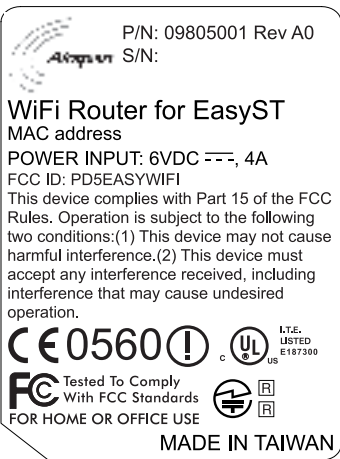 P/N: 09805001 Rev A0
S/N:
WiFi Router for EasyST
MAC address
POWER INPUT: 6VDC ⎓, 4A
FCC ID: PD5EASYWIFI
This device complies with Part 15 of the FCC
Rules. Operation is subject to the following
two conditions:(1) This device may not cause
harmful interference.(2) This device must
accept any interference received, including
interference that may cause undesired
operation.
CE0560!
C UL US
I.T.E.
LISTED
E187300
FC Tested To Comply
With FCC Standards
R
R
FOR HOME OR OFFICE USE
MADE IN TAIWAN